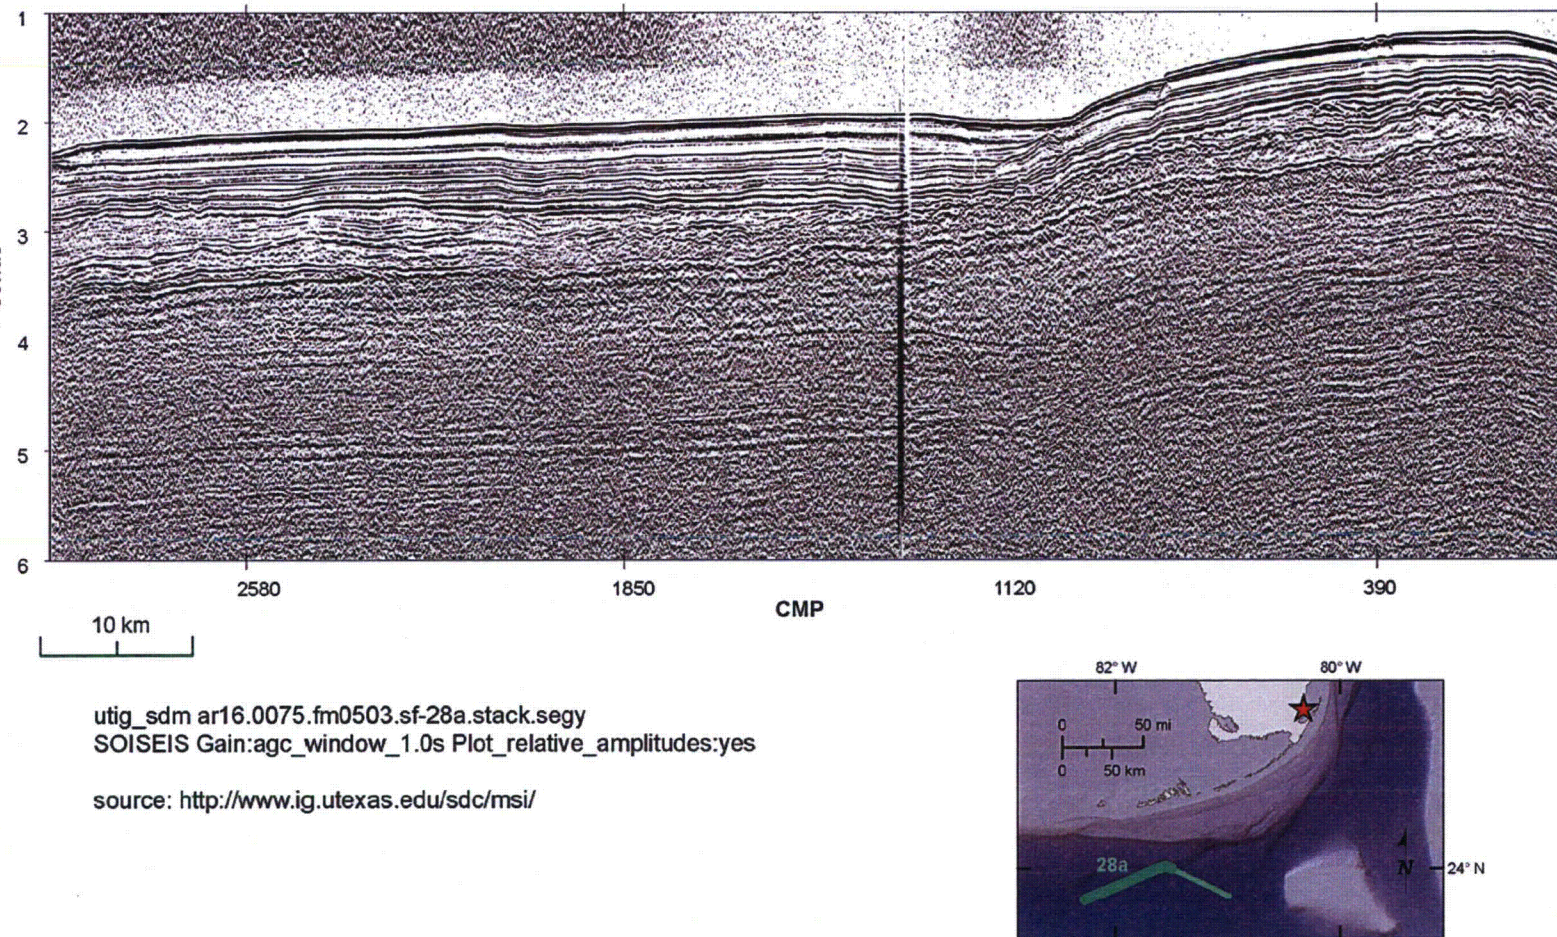 1
2
3
4
5
6
2580 1850 1120 390
CMP
10 km
utig_sdm ar16.0075.fm0503.sf-28a.stack.segy
SOISEIS Gain:agc_window_1.0s Plot_relative_amplitudes:yes
source: http://www.ig.utexas.edu/sdc/msi/
82° W 80° W
0 50 mi
0 50 km
28a
N
24° N